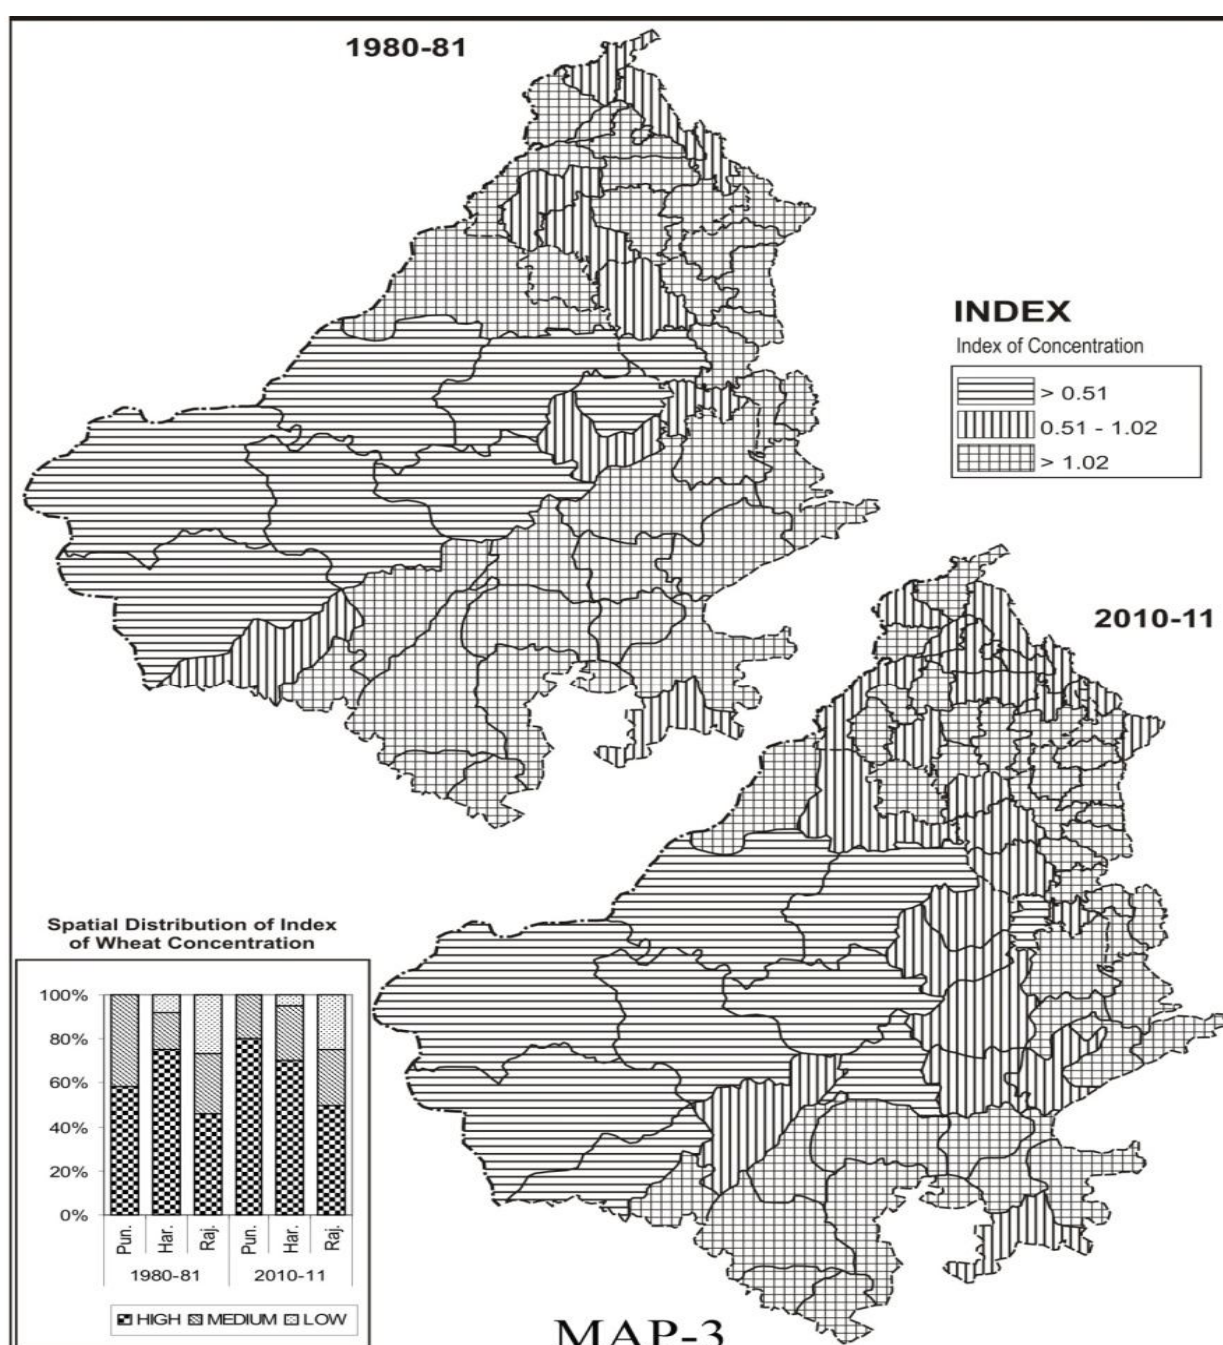 1980-81
INDEX
Index of Concentration
> 0.51
0.51 - 1.02
> 1.02
2010-11
Spatial Distribution of Index
of Wheat Concentration
100%
80%
60%
40%
20%
0%
Pun. Har. Raj. Pun. Har. Raj.
1980-81 2010-11
HIGH MEDIUM LOW
MAP-3